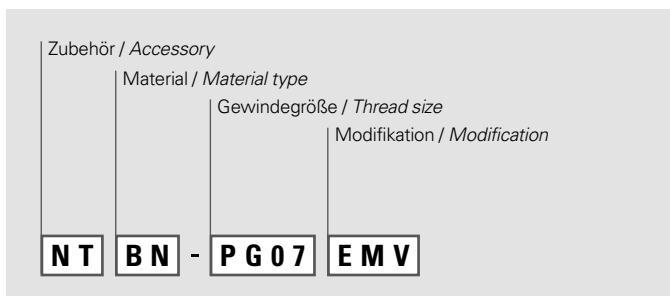 Zubehör / Accessory
Material / Material type
Gewindegröße / Thread size
Modifikation / Modification
NT BN - PG07 EMV